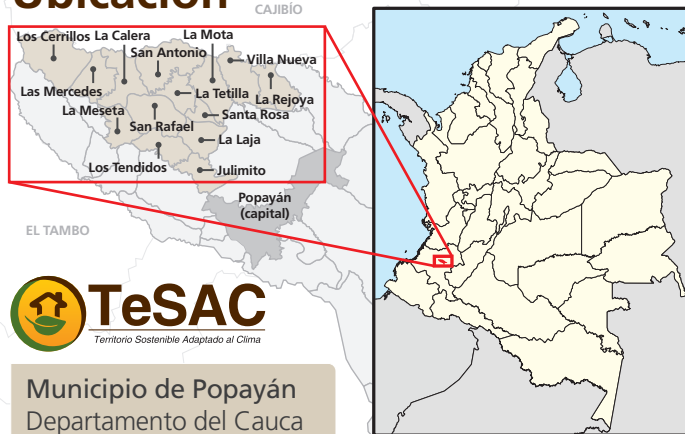 Ubicación
CAJIBÍO
Los Cerrillos
La Calera
La Mota
San Antonio
Villa Nueva
Las Mercedes
La Tetilla
La Rejoya
La Meseta
Santa Rosa
San Rafael
La Laja
Los Tendidos
Julimito
Popayán
(capital)
EL TAMBO
TeSAC
Territorio Sostenible Adaptado al Clima
Municipio de Popayán
Departamento del Cauca